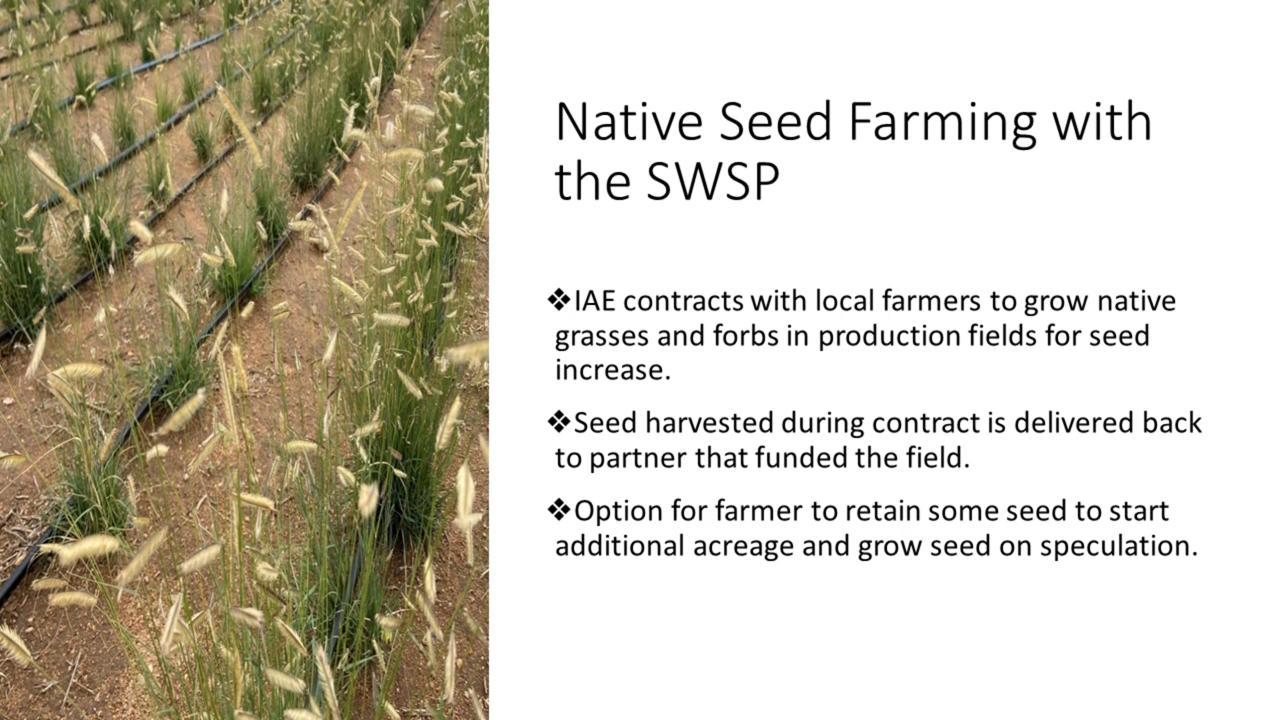 Native Seed Farming with
the SWSP
❖IAE contracts with local farmers to grow native
grasses and forbs in production fields for seed
increase.
❖Seed harvested during contract is delivered back
to partner that funded the field.
❖Option for farmer to retain some seed to start
additional acreage and grow seed on speculation.